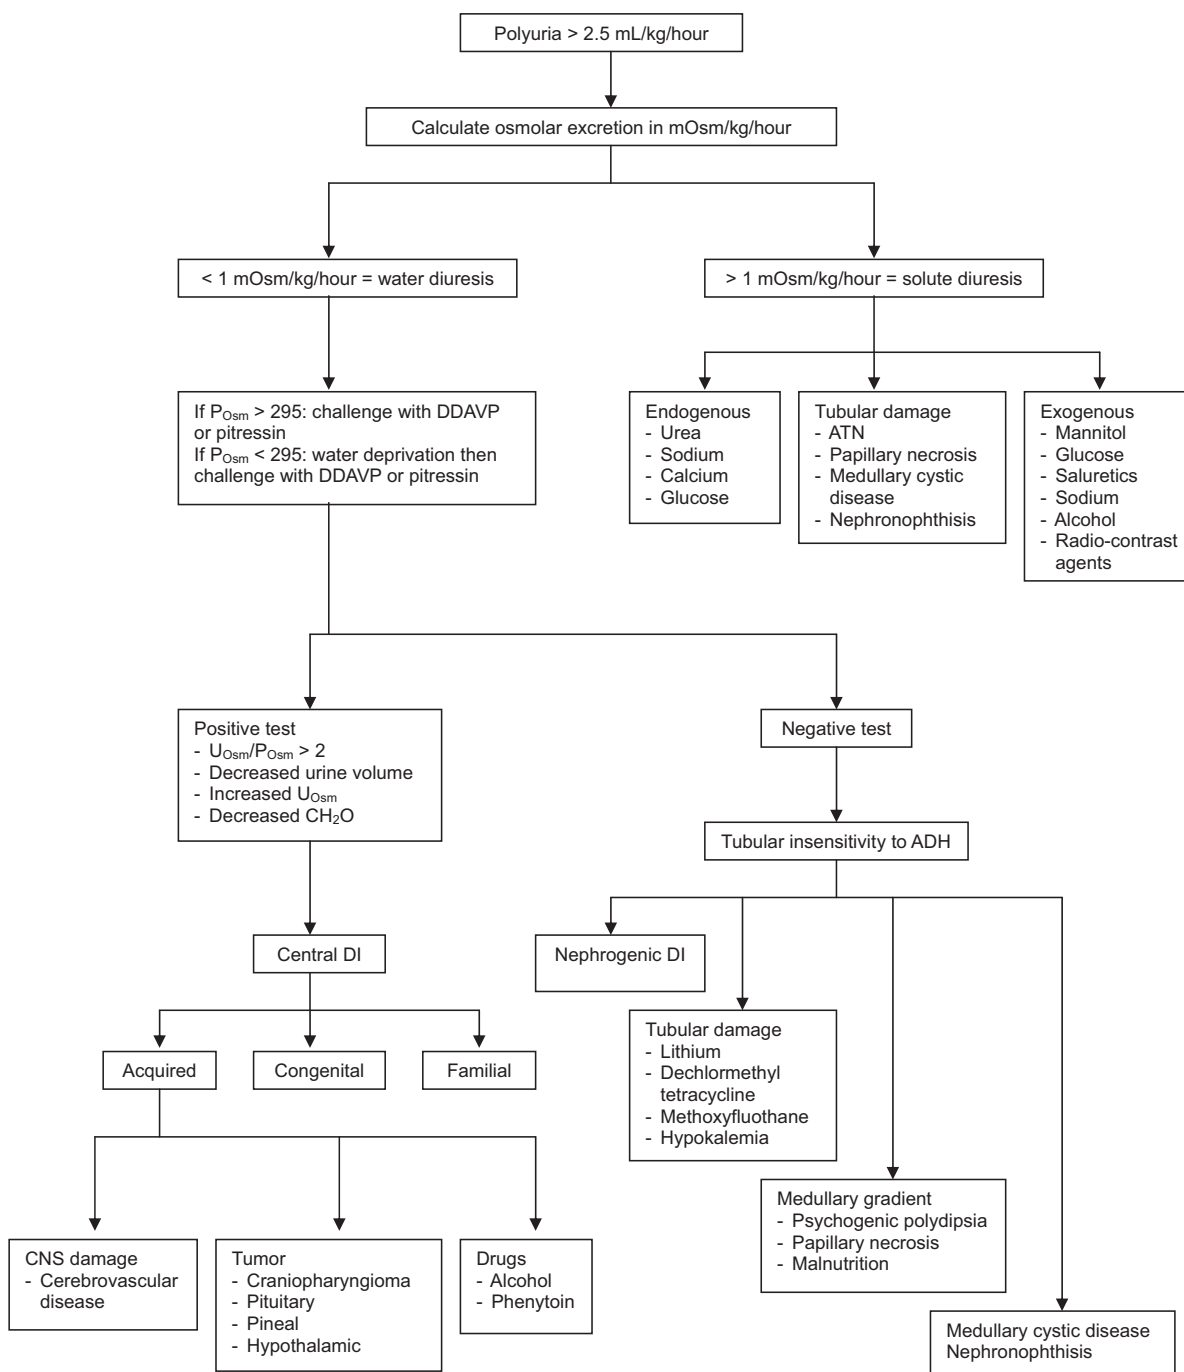 Polyuria > 2.5 mL/kg/hour
Calculate osmolar excretion in mOsm/kg/hour
< 1 mOsm/kg/hour = water diuresis
> 1 mOsm/kg/hour = solute diuresis
If P_Osm > 295: challenge with DDAVP
or pitressin
If P_Osm < 295: water deprivation then
challenge with DDAVP or pitressin
Endogenous
- Urea
- Sodium
- Calcium
- Glucose
Tubular damage
- ATN
- Papillary necrosis
- Medullary cystic
disease
- Nephronophthisis
Exogenous
- Mannitol
- Glucose
- Saluretics
- Sodium
- Alcohol
- Radio-contrast
agents
Positive test
- U_Osm/P_Osm > 2
- Decreased urine volume
- Increased U_Osm
- Decreased CH₂O
Negative test
Tubular insensitivity to ADH
Central DI
Nephrogenic DI
Acquired
Congenital
Familial
Tubular damage
- Lithium
- Dechlormethyl
tetracycline
- Methoxyfluothane
- Hypokalemia
Medullary gradient
- Psychogenic polydipsia
- Papillary necrosis
- Malnutrition
CNS damage
- Cerebrovascular
disease
Tumor
- Craniopharyngioma
- Pituitary
- Pineal
- Hypothalamic
Drugs
- Alcohol
- Phenytoin
Medullary cystic disease
Nephronophthisis